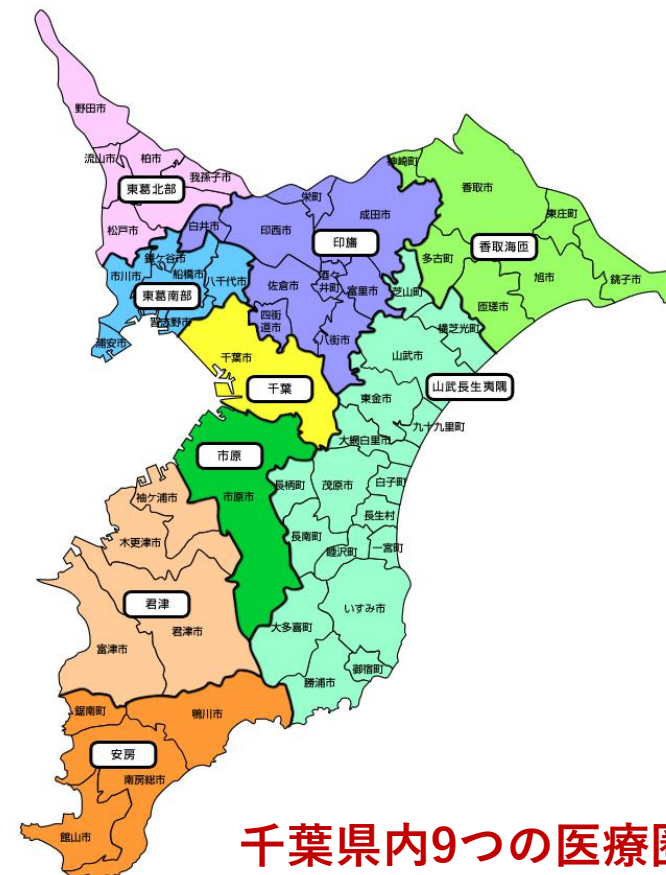 野田市
流山市
柏市
我孫子市
東葛北部
松戸市
神崎町
香取市
東庄町
栄町
成田市
白井市
印西市
印旛
香取海匝
鎌ケ谷市
市川市
船橋市
八千代市
東葛南部
習志野市
浦安市
佐倉市
酒々
井町
富里市
四街
道市
八街市
多古町
旭市
銚子市
匝瑳市
芝山町
横芝光町
山武市
山武長生夷隅
千葉市
千葉
東金市
九十九里町
大網白里市
市原
市原市
長柄町
茂原市
白子町
長生村
長南町
睦沢町
一宮町
袖ケ浦市
木更津市
君津
君津市
富津市
いすみ市
大多喜町
御宿町
勝浦市
鋸南町
鴨川市
安房
南房総市
館山市
千葉県内9つの医療圏